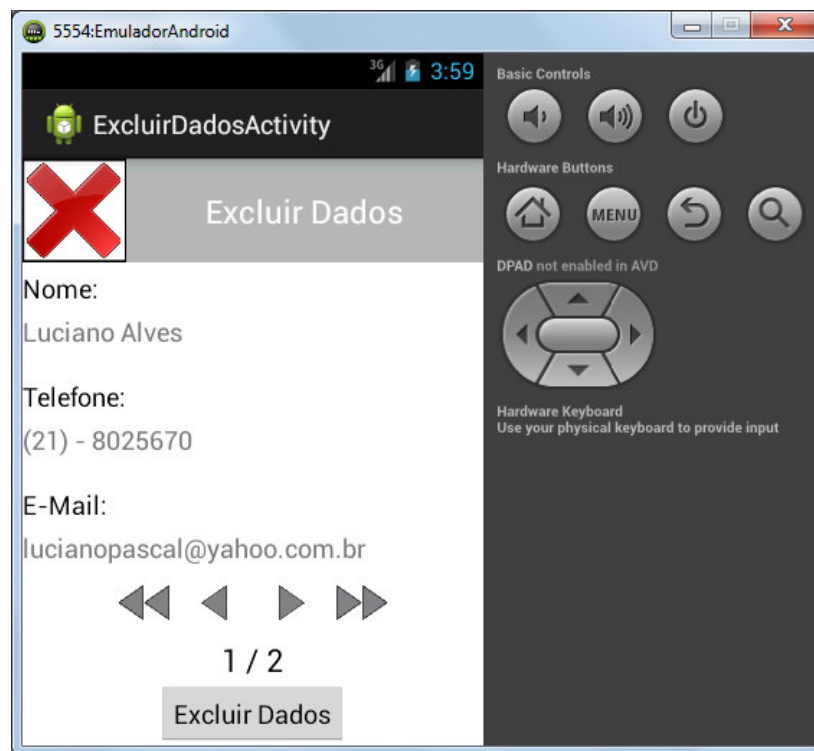 5554:EmuladorAndroid
3G 3:59
ExcluirDadosActivity
Excluir Dados
Nome:
Luciano Alves
Telefone:
(21) - 8025670
E-Mail:
lucianopascal@yahoo.com.br
1 / 2
Excluir Dados
Basic Controls
Hardware Buttons
MENU
DPAD not enabled in AVD
Hardware Keyboard
Use your physical keyboard to provide input